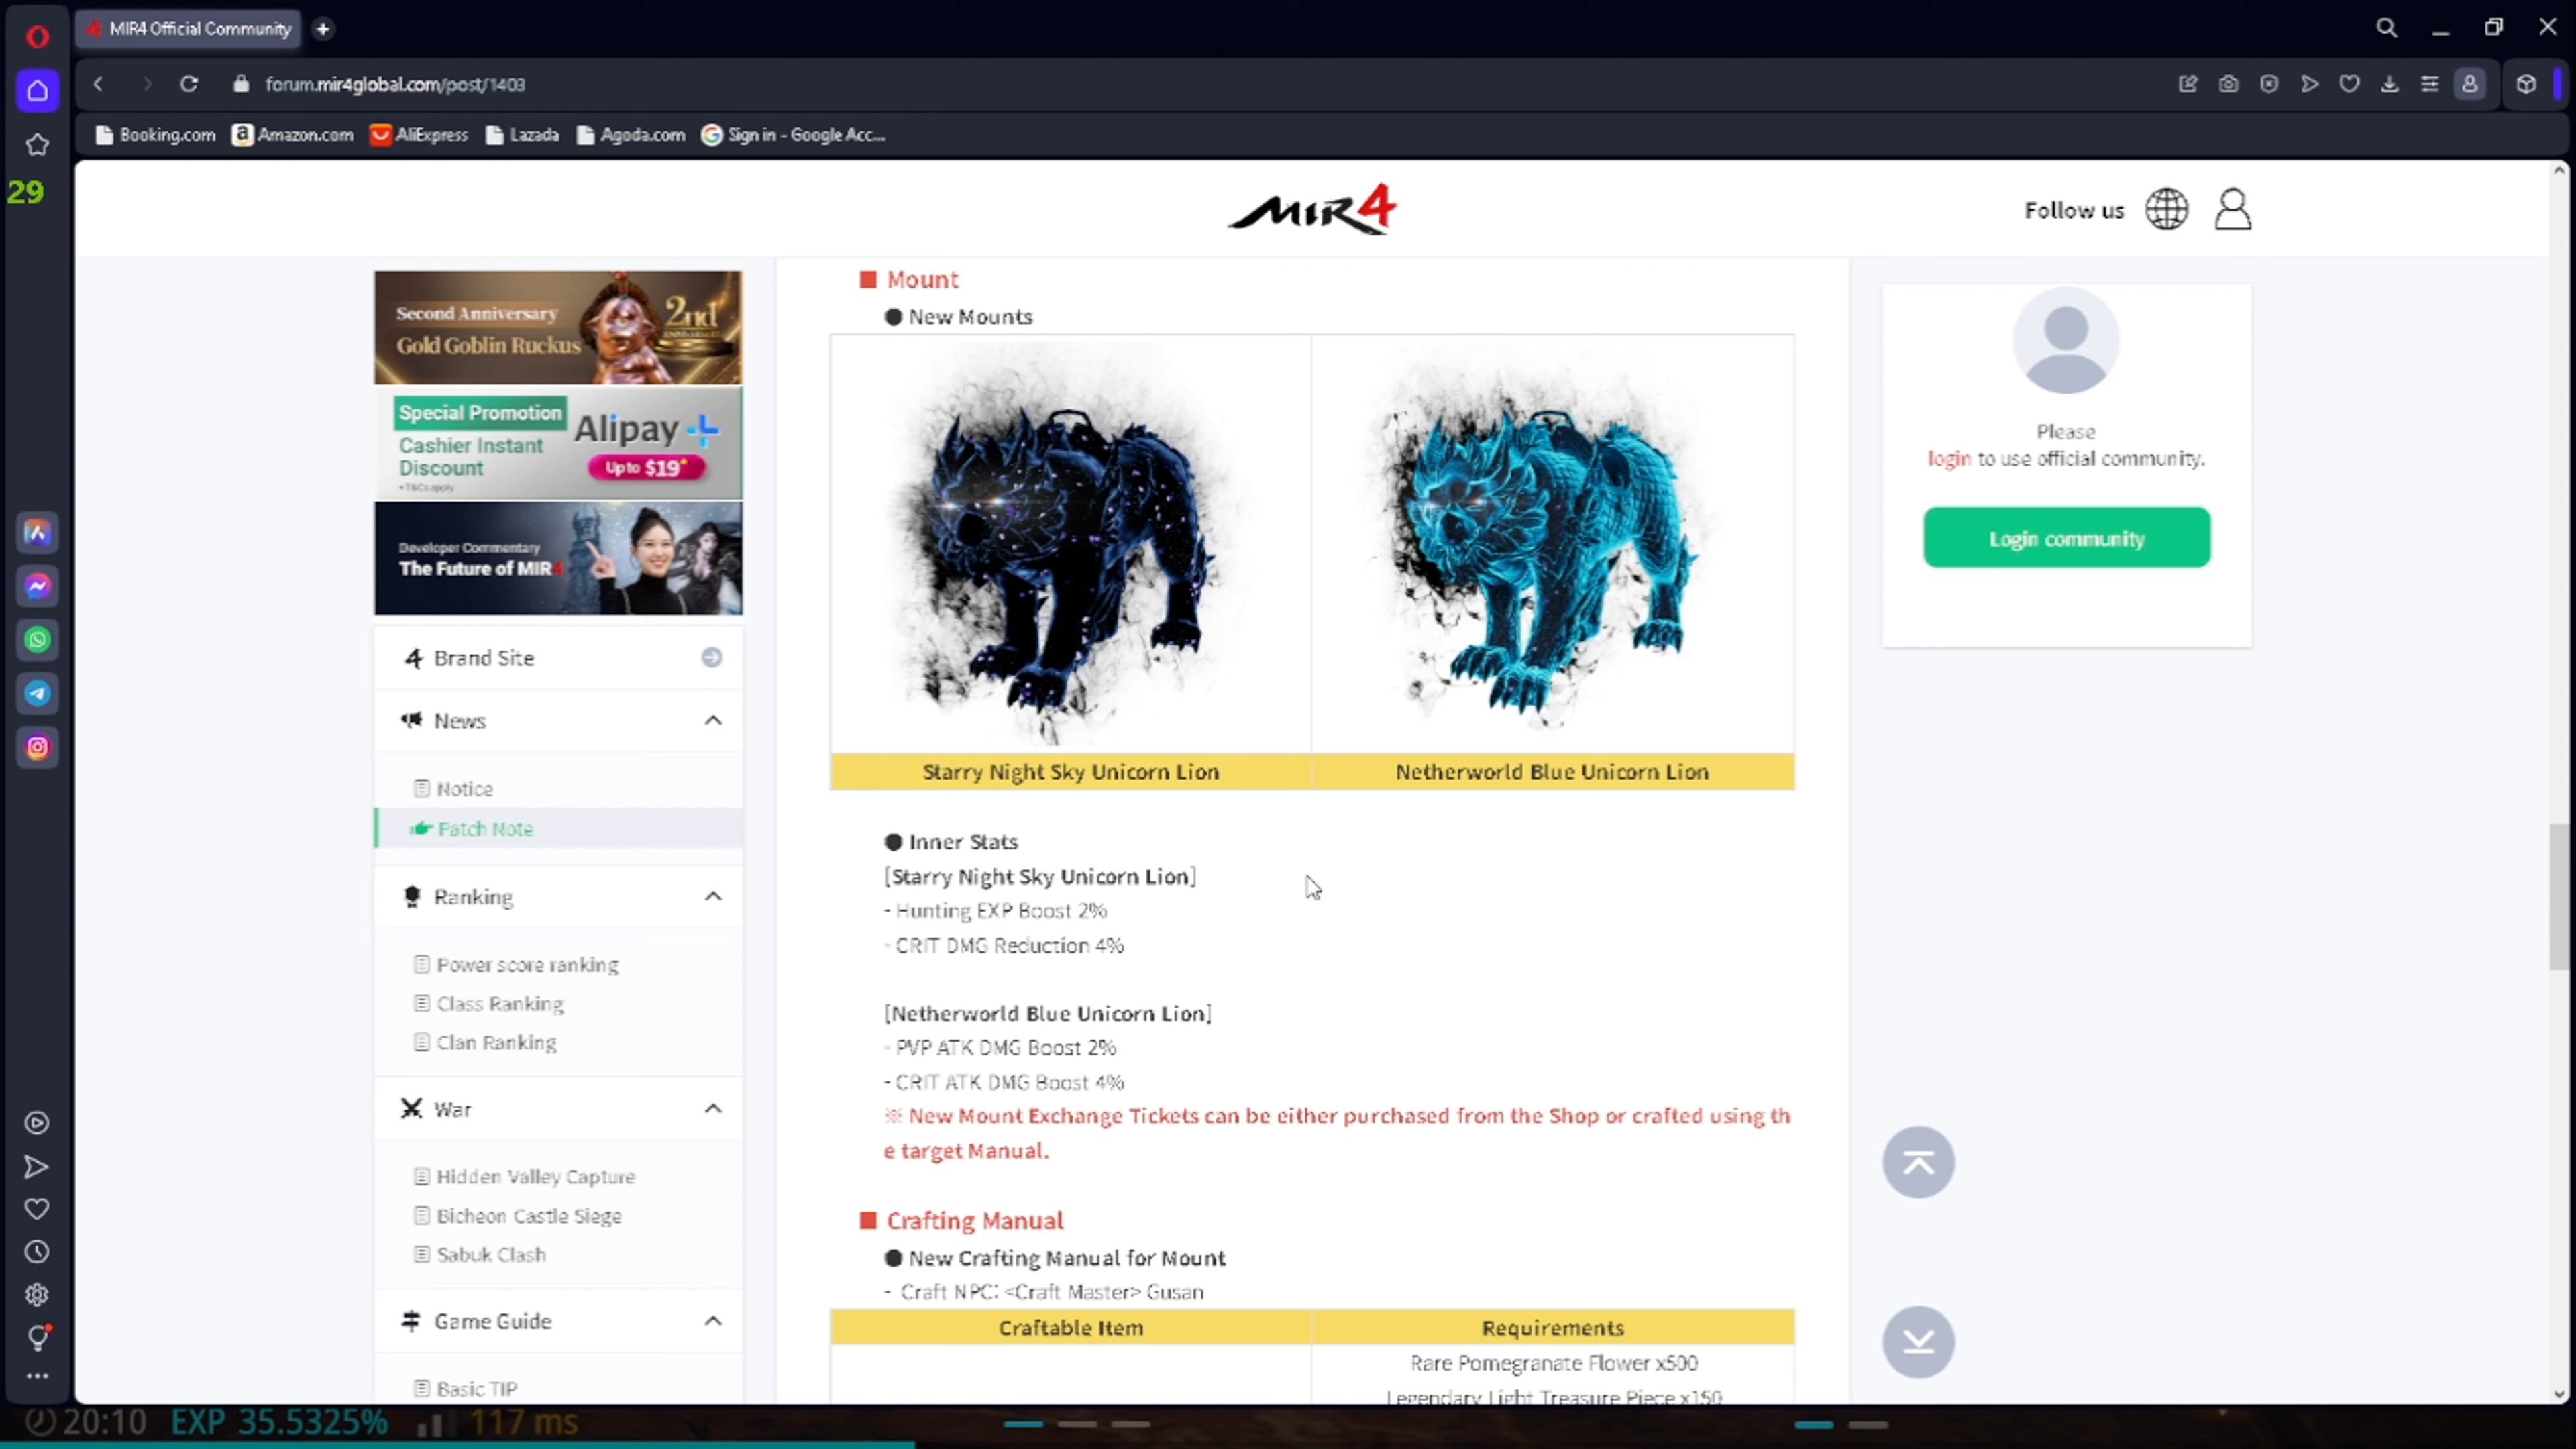 MIR4 Official Community
forum.mir4global.com/post/1403
Booking.com
Amazon.com
AliExpress
Lazada
Agoda.com
Sign in - Google Acc...
29
MIR4
Follow us
Second Anniversary
Gold Goblin Ruckus
2nd
Special Promotion
Cashier Instant
Discount
• T&Cs apply
Alipay+
Up to $19*
Developer Commentary
The Future of MIR4
Brand Site
News
Notice
Patch Note
Ranking
Power score ranking
Class Ranking
Clan Ranking
War
Hidden Valley Capture
Bicheon Castle Siege
Sabuk Clash
Game Guide
Basic TIP
■ Mount
● New Mounts
Starry Night Sky Unicorn Lion
Netherworld Blue Unicorn Lion
● Inner Stats
[Starry Night Sky Unicorn Lion]
- Hunting EXP Boost 2%
- CRIT DMG Reduction 4%
[Netherworld Blue Unicorn Lion]
- PVP ATK DMG Boost 2%
- CRIT ATK DMG Boost 4%
※ New Mount Exchange Tickets can be either purchased from the Shop or crafted using th
e target Manual.
■ Crafting Manual
● New Crafting Manual for Mount
- Craft NPC: <Craft Master> Gusan
Craftable Item
Requirements
Rare Pomegranate Flower x500
Legendary Light Treasure Piece x150
Please
login to use official community.
Login community
20:10 EXP 35.5325% 117 ms